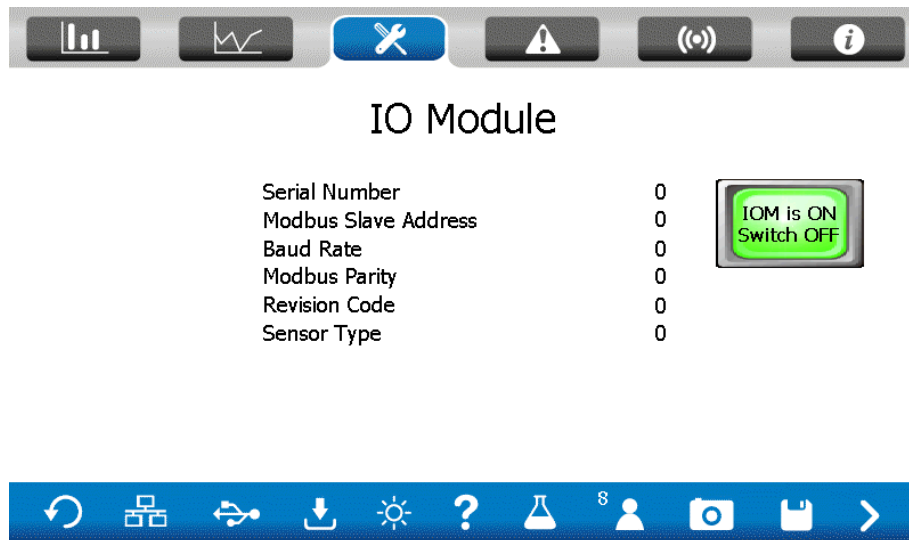 IO Module
Serial Number 0
Modbus Slave Address 0
Baud Rate 0
Modbus Parity 0
Revision Code 0
Sensor Type 0
IOM is ON
Switch OFF
8